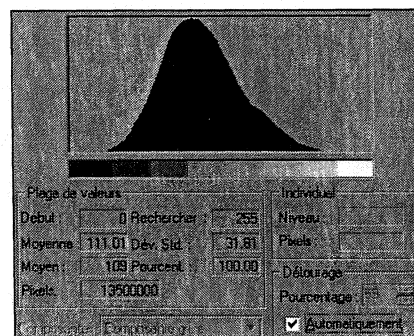 Plage de valeurs
Début : 0 Rechercher : 255
Moyenne 111.01 Dév. Std. : 31.81
Moyen : 109 Pourcent. : 100.00
Pixels : 13500000
Individuel
Niveau :
Pixels :
Détourage
Pourcentage :
Automatiquement